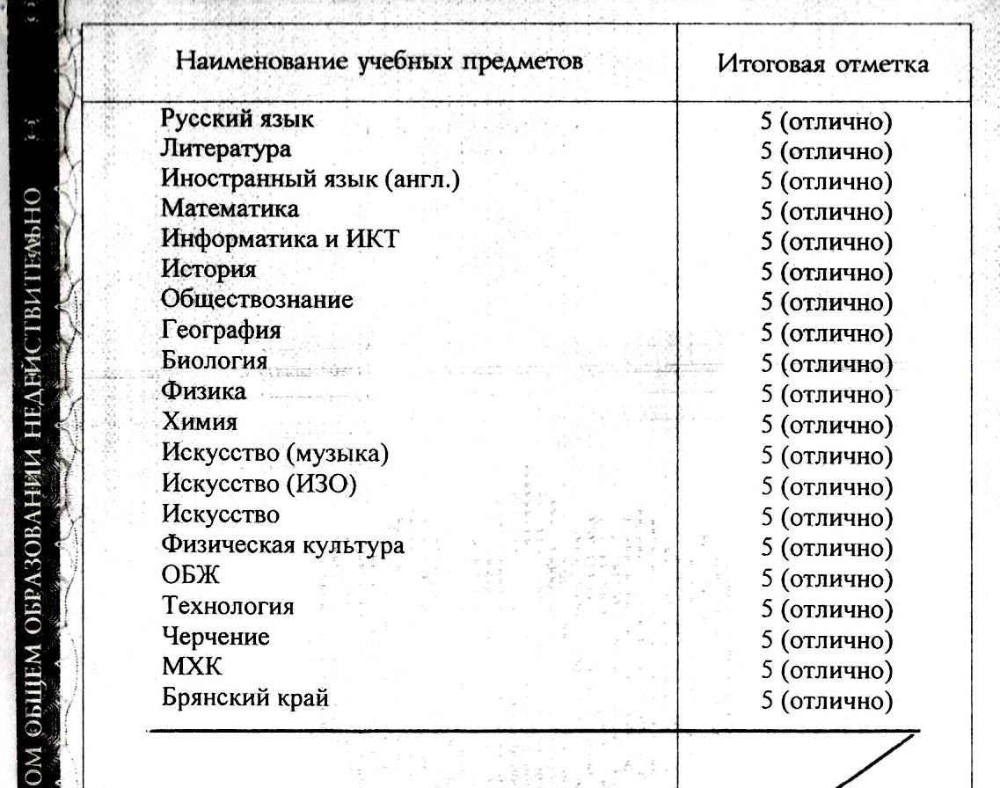 Наименование учебных предметов Итоговая отметка
Русский язык 5 (отлично)
Литература 5 (отлично)
Иностранный язык (англ.) 5 (отлично)
Математика 5 (отлично)
Информатика и ИКТ 5 (отлично)
История 5 (отлично)
Обществознание 5 (отлично)
География 5 (отлично)
Биология 5 (отлично)
Физика 5 (отлично)
Химия 5 (отлично)
Искусство (музыка) 5 (отлично)
Искусство (ИЗО) 5 (отлично)
Искусство 5 (отлично)
Физическая культура 5 (отлично)
ОБЖ 5 (отлично)
Технология 5 (отлично)
Черчение 5 (отлично)
МХК 5 (отлично)
Брянский край 5 (отлично)
ОМ ОБЩЕМ ОБРАЗОВАНИИ НЕДЕЙСТВИТЕЛЬНО